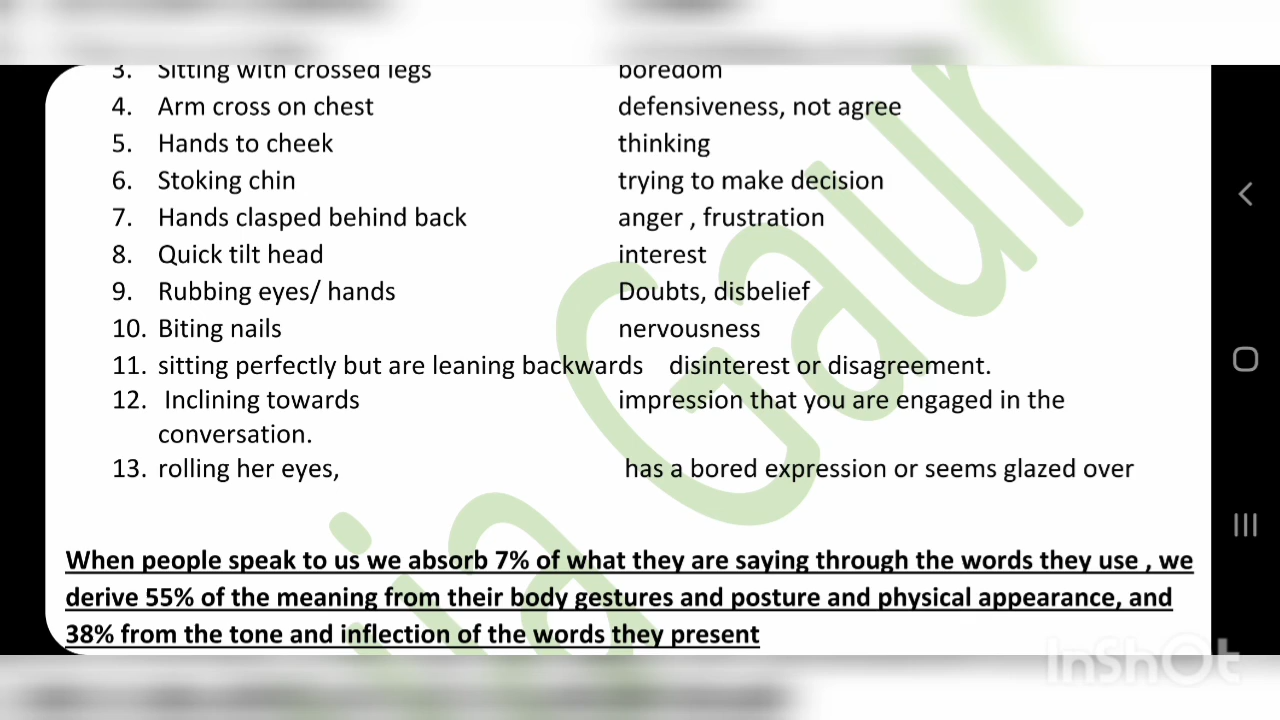 3. Sitting with crossed legs boredom
4. Arm cross on chest defensiveness, not agree
5. Hands to cheek thinking
6. Stoking chin trying to make decision
7. Hands clasped behind back anger , frustration
8. Quick tilt head interest
9. Rubbing eyes/ hands Doubts, disbelief
10. Biting nails nervousness
11. sitting perfectly but are leaning backwards disinterest or disagreement.
12. Inclining towards impression that you are engaged in the
conversation.
13. rolling her eyes, has a bored expression or seems glazed over
When people speak to us we absorb 7% of what they are saying through the words they use , we
derive 55% of the meaning from their body gestures and posture and physical appearance, and
38% from the tone and inflection of the words they present
Gaur
InShOt